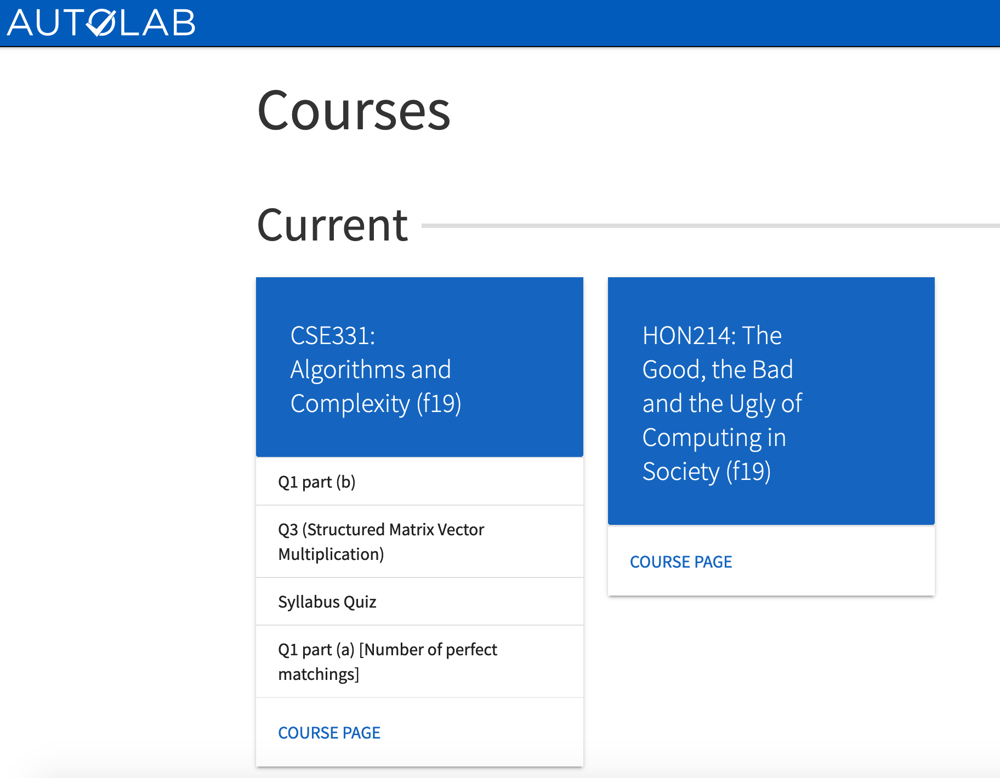 AUTOLAB
Courses
Current
CSE331:
Algorithms and
Complexity (f19)
Q1 part (b)
Q3 (Structured Matrix Vector
Multiplication)
Syllabus Quiz
Q1 part (a) [Number of perfect
matchings]
COURSE PAGE
HON214: The
Good, the Bad
and the Ugly of
Computing in
Society (f19)
COURSE PAGE